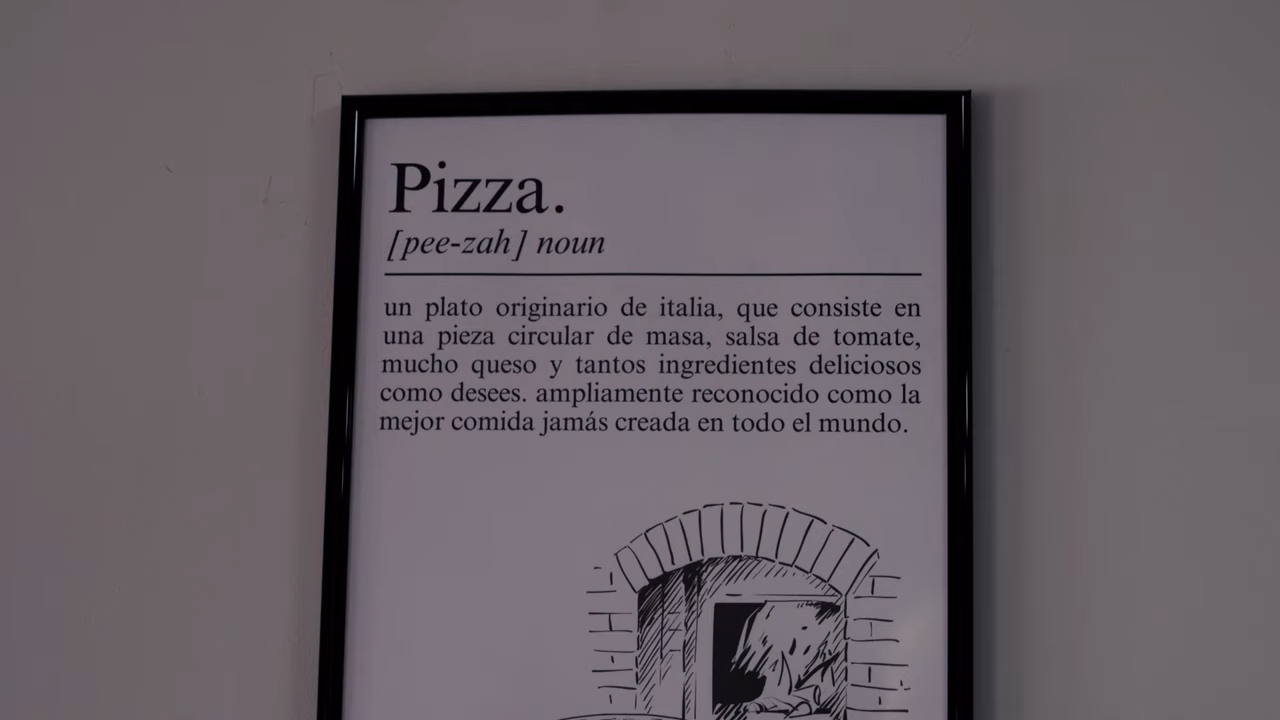 Pizza.
[pee-zah] noun
un plato originario de italia, que consiste en
una pieza circular de masa, salsa de tomate,
mucho queso y tantos ingredientes deliciosos
como desees. ampliamente reconocido como la
mejor comida jamás creada en todo el mundo.